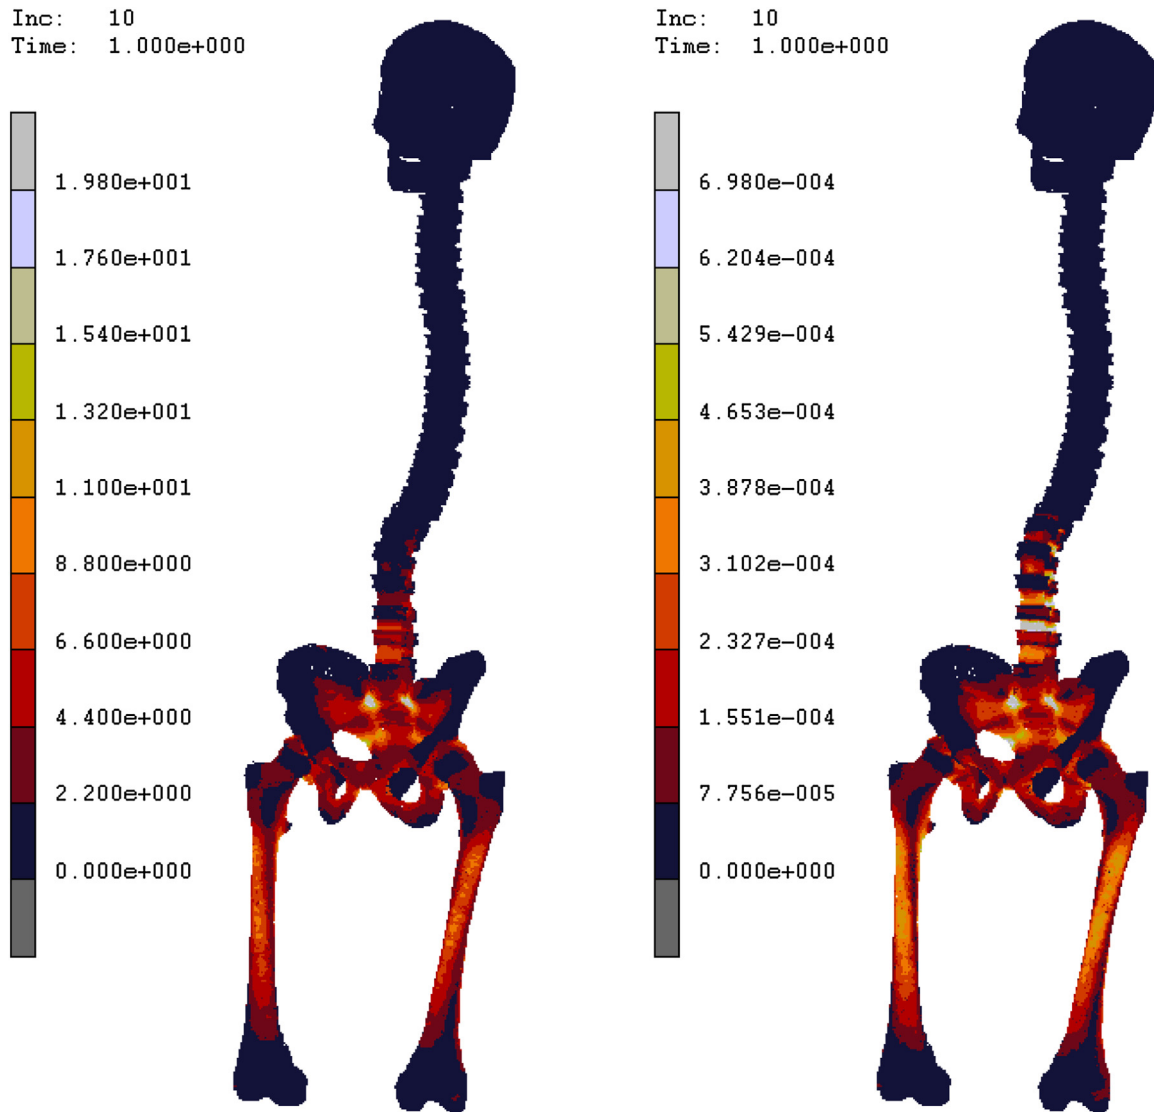 Inc: 10
Time: 1.000e+000
1.980e+001
1.760e+001
1.540e+001
1.320e+001
1.100e+001
8.800e+000
6.600e+000
4.400e+000
2.200e+000
0.000e+000
Inc: 10
Time: 1.000e+000
6.980e-004
6.204e-004
5.429e-004
4.653e-004
3.878e-004
3.102e-004
2.327e-004
1.551e-004
7.756e-005
0.000e+000